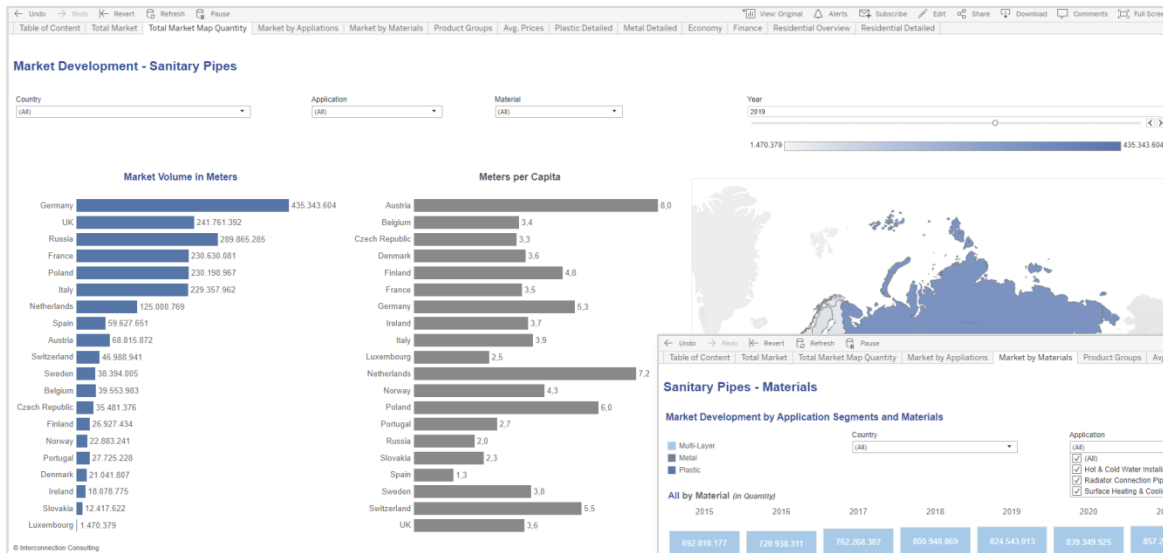 Undo Redo Revert Refresh Pause View: Original Alerts Subscribe Edit Share Download Comments Full Scree
Table of Content Total Market Total Market Map Quantity Market by Appliations Market by Materials Product Groups Avg. Prices Plastic Detailed Metal Detailed Economy Finance Residential Overview Residential Detailed
Market Development - Sanitary Pipes
Country Application Material Year
(All) (All) (All) 2019
1.470.379 435.343.604
Market Volume in Meters
Germany 435.343.604
UK 241.761.392
Russia 289.865.285
France 230.630.081
Poland 230.198.967
Italy 229.357.962
Netherlands 125.000.769
Spain 59.627.651
Austria 68.815.872
Switzerland 46.988.941
Sweden 38.394.005
Belgium 39.553.983
Czech Republic 35.481.376
Finland 26.927.434
Norway 22.883.241
Portugal 27.725.228
Denmark 21.041.807
Ireland 18.078.775
Slovakia 12.417.622
Luxembourg 1.470.379
Meters per Capita
Austria 8,0
Belgium 3,4
Czech Republic 3,3
Denmark 3,6
Finland 4,8
France 3,5
Germany 5,3
Ireland 3,7
Italy 3,9
Luxembourg 2,5
Netherlands 7,2
Norway 4,3
Poland 6,0
Portugal 2,7
Russia 2,0
Slovakia 2,3
Spain 1,3
Sweden 3,8
Switzerland 5,5
UK 3,6
© Interconnection Consulting
Undo Redo Revert Refresh Pause
Table of Content Total Market Total Market Map Quantity Market by Appliations Market by Materials Product Groups Avg
Sanitary Pipes - Materials
Market Development by Application Segments and Materials
Multi-Layer
Metal
Plastic
Country
(All)
Application
(All)
(All)
Hot & Cold Water Installa
Radiator Connection Pip
Surface Heating & Cooli
All by Material (in Quantity)
2015 2016 2017 2018 2019 2020 20
692.810.177 720.938.311 762.268.307 800.948.869 824.543.013 839.349.925 857.2